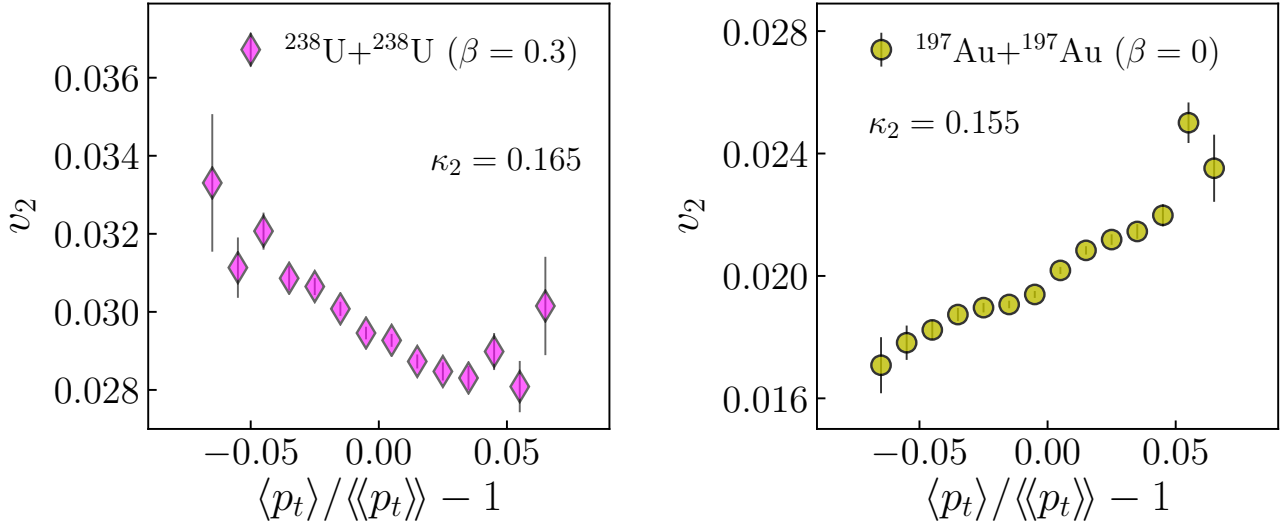 ²³⁸U+²³⁸U (β = 0.3)
κ₂ = 0.165
v₂
0.036
0.034
0.032
0.030
0.028
−0.05
0.00
0.05
⟨pₜ⟩/⟨⟨pₜ⟩⟩ − 1
¹⁹⁷Au+¹⁹⁷Au (β = 0)
κ₂ = 0.155
v₂
0.028
0.024
0.020
0.016
−0.05
0.00
0.05
⟨pₜ⟩/⟨⟨pₜ⟩⟩ − 1